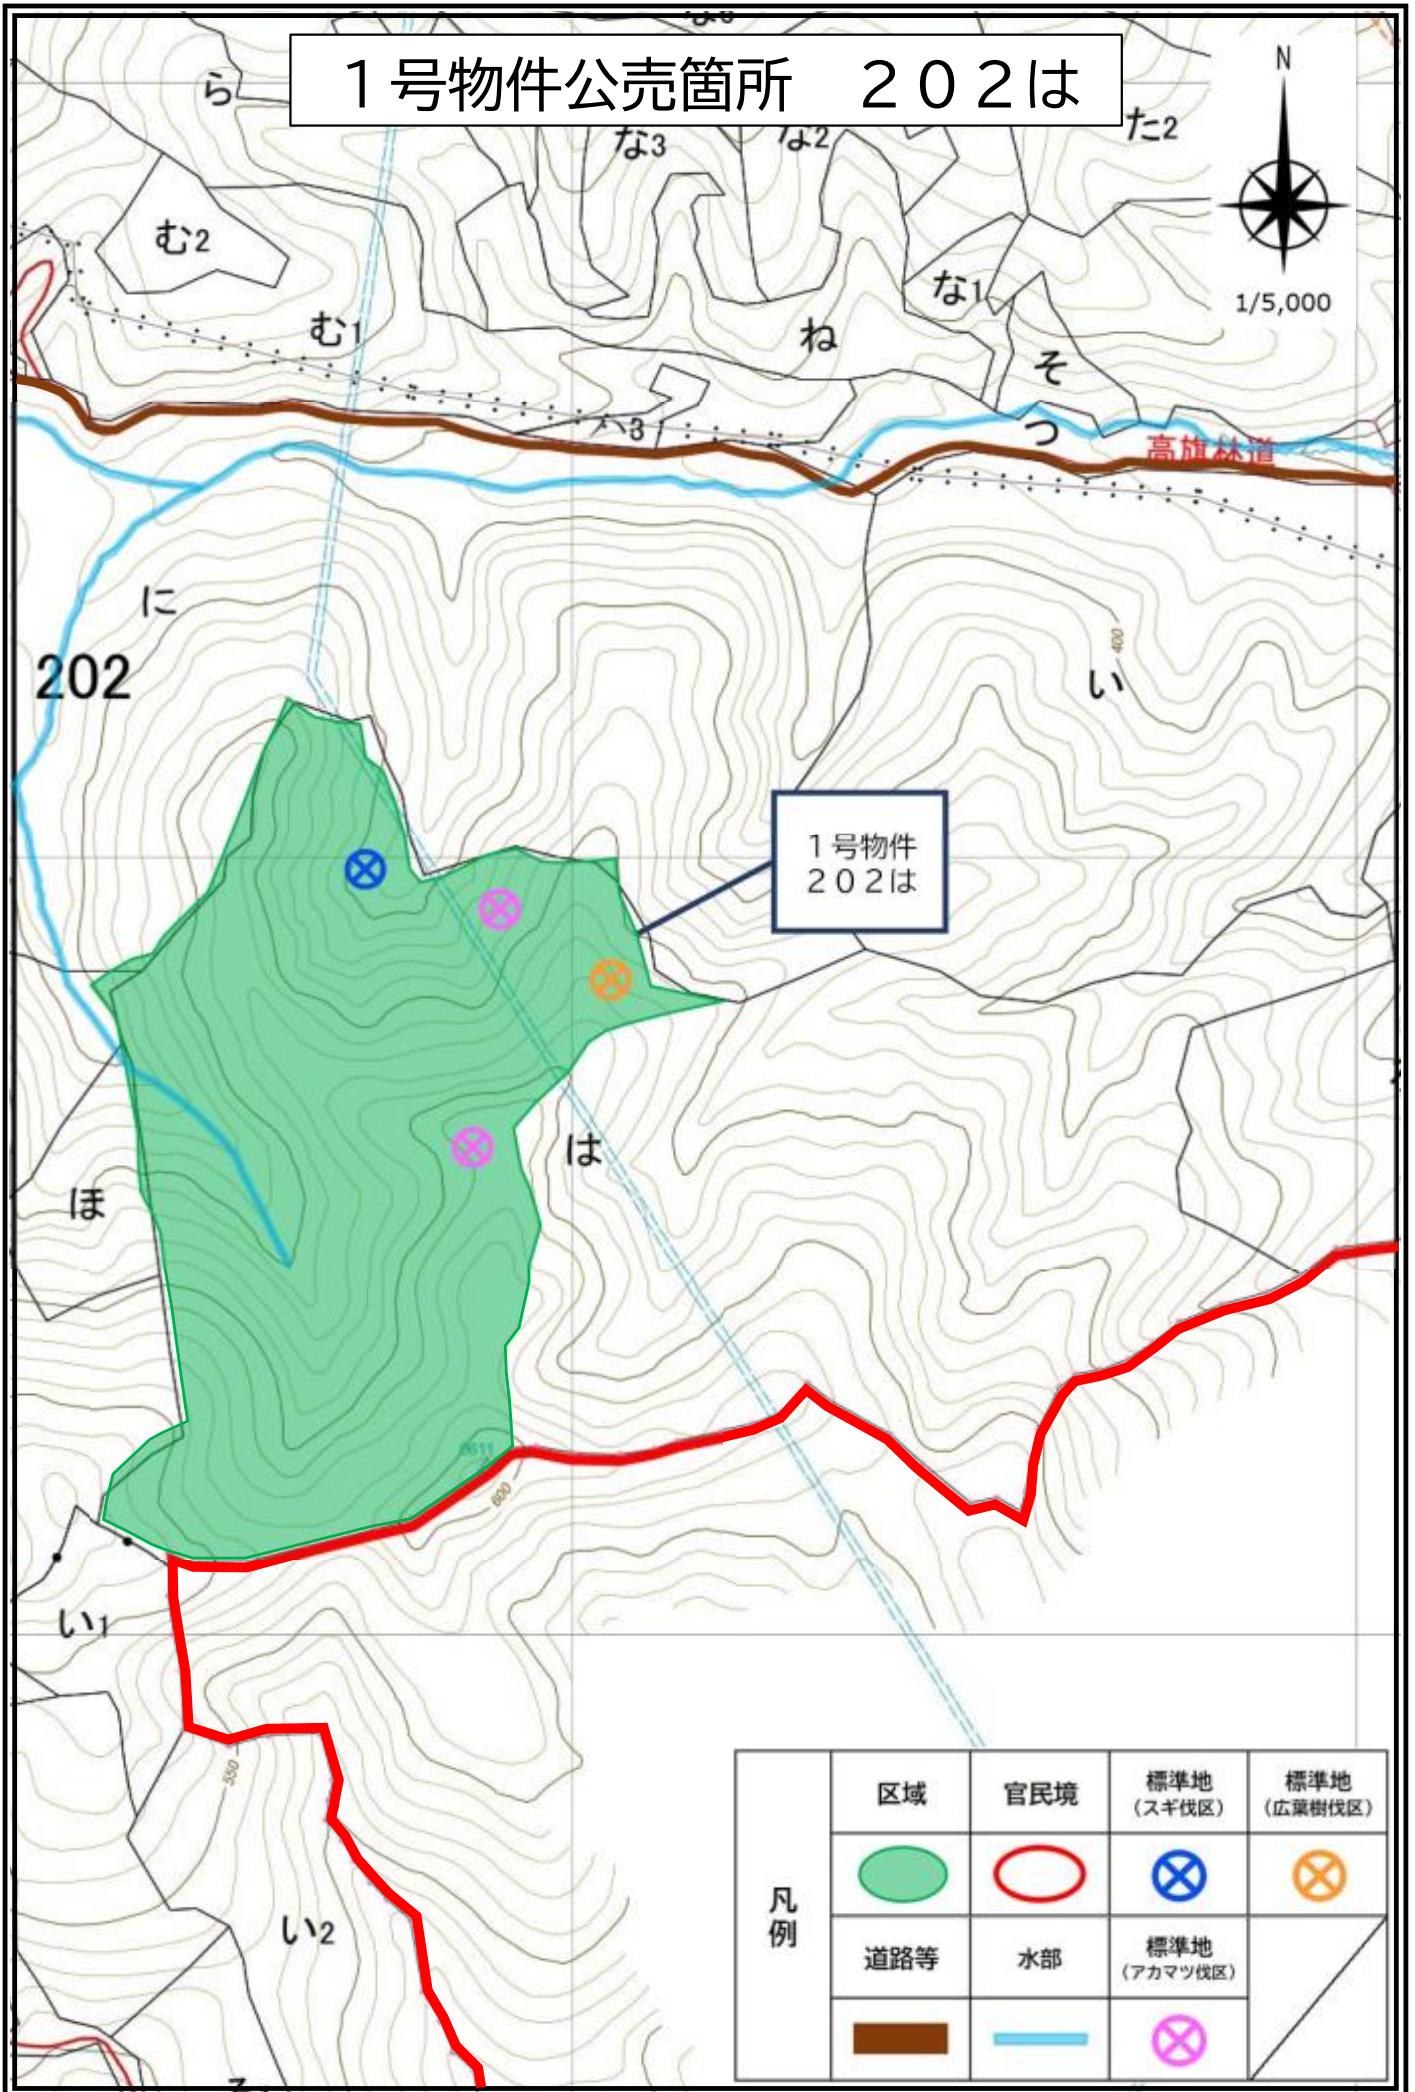 1号物件公売箇所　202は
ら
な3
な2
た2
N
1/5,000
む2
む1
な1
ね
そ
ハ3
つ
高旗林道
に
202
400
い
1号物件
202は
は
ほ
600
い1
550
い2
凡例
区域
官民境
標準地
（スギ伐区）
標準地
（広葉樹伐区）
道路等
水部
標準地
（アカマツ伐区）